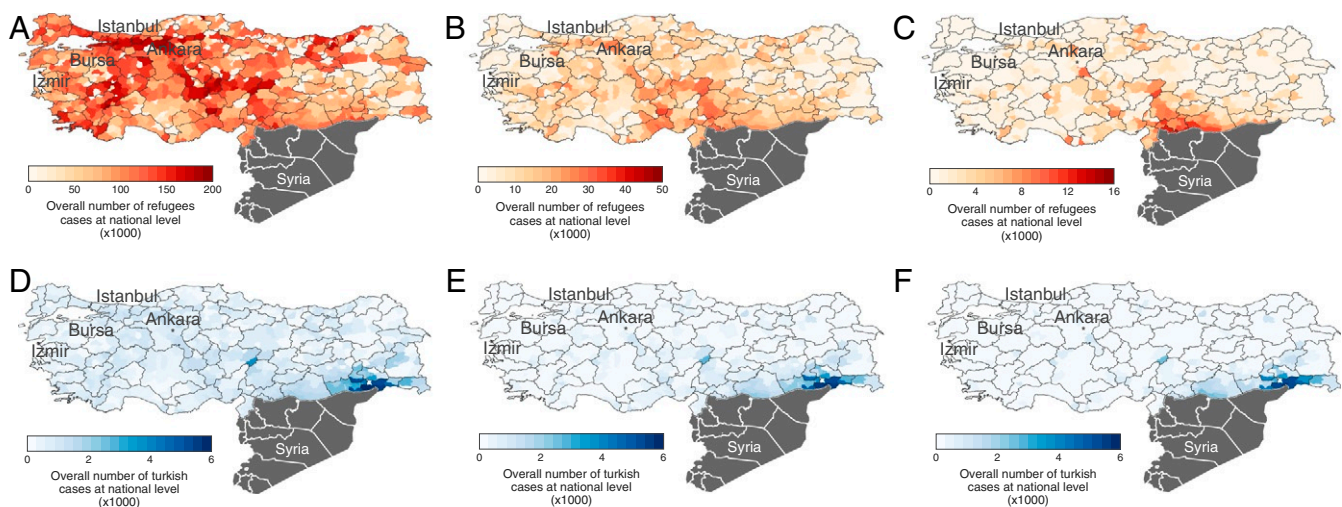 A
Istanbul
Ankara
Bursa
Izmir
Syria
0 50 100 150 200
Overall number of refugees
cases at national level
(x1000)
B
Istanbul
Ankara
Bursa
Izmir
Syria
0 10 20 30 40 50
Overall number of refugees
cases at national level
(x1000)
C
Istanbul
Ankara
Bursa
Izmir
Syria
0 4 8 12 16
Overall number of refugees
cases at national level
(x1000)
D
Istanbul
Ankara
Bursa
Izmir
Syria
0 2 4 6
Overall number of turkish
cases at national level
(x1000)
E
Istanbul
Ankara
Bursa
Izmir
Syria
0 2 4 6
Overall number of turkish
cases at national level
(x1000)
F
Istanbul
Ankara
Bursa
Izmir
Syria
0 2 4 6
Overall number of turkish
cases at national level
(x1000)